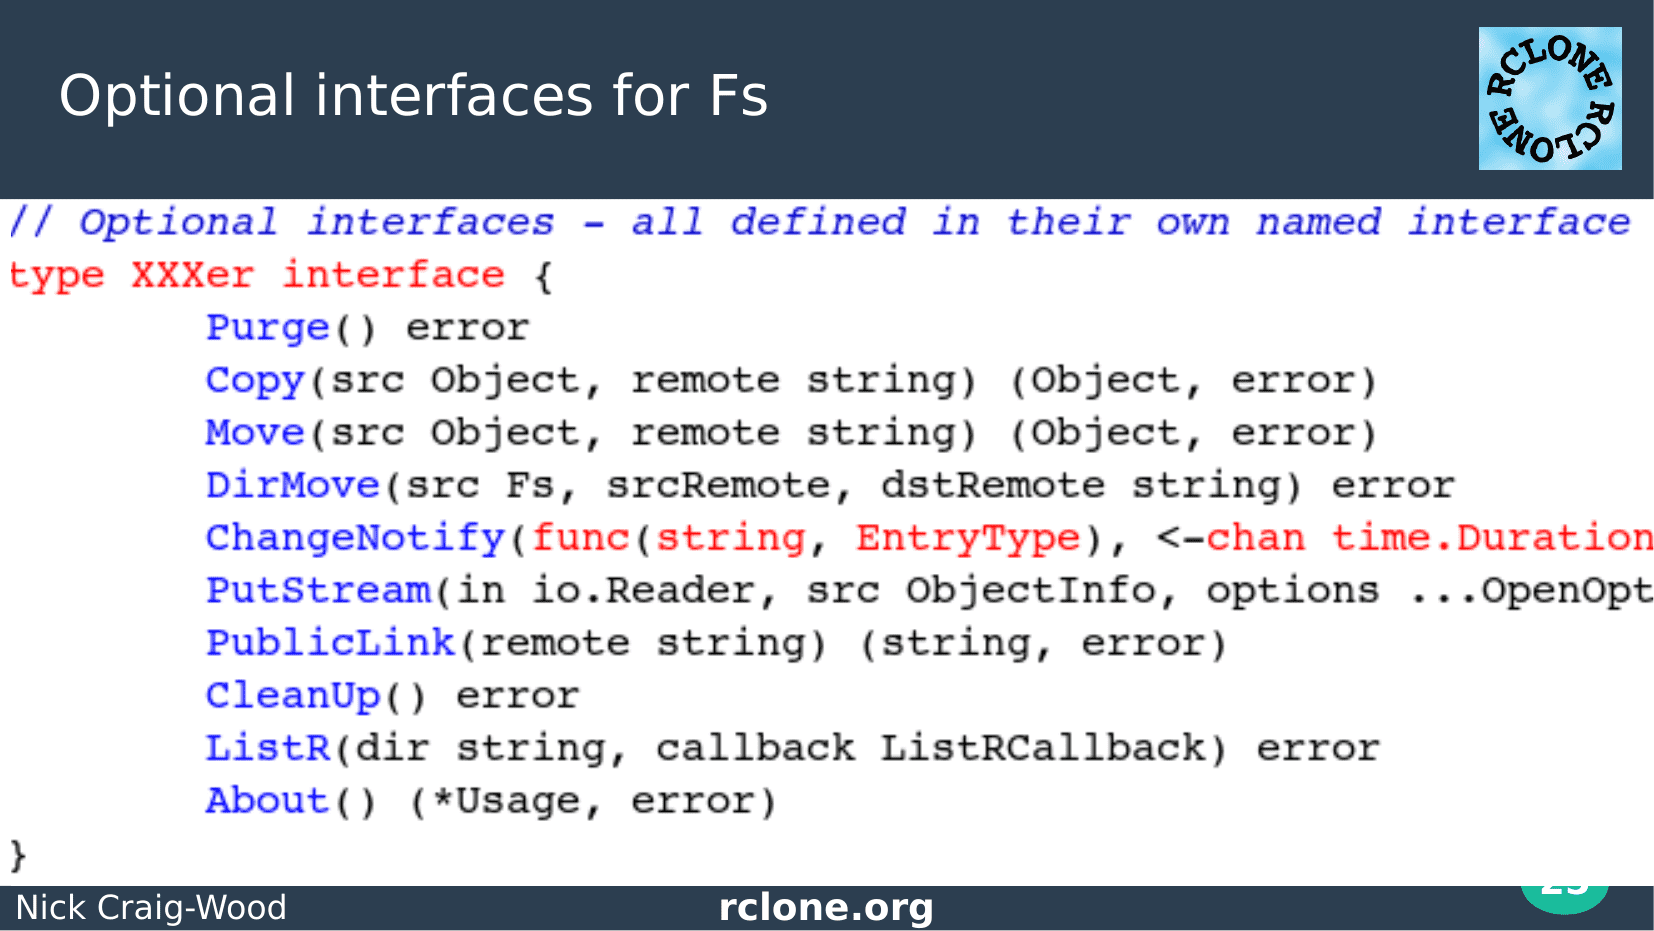 Optional interfaces for Fs
RCLONE RCLONE
// Optional interfaces - all defined in their own named interface
type XXXer interface {
Purge() error
Copy(src Object, remote string) (Object, error)
Move(src Object, remote string) (Object, error)
DirMove(src Fs, srcRemote, dstRemote string) error
ChangeNotify(func(string, EntryType), <-chan time.Duration
PutStream(in io.Reader, src ObjectInfo, options ...OpenOpt
PublicLink(remote string) (string, error)
CleanUp() error
ListR(dir string, callback ListRCallback) error
About() (*Usage, error)
}
Nick Craig-Wood
rclone.org